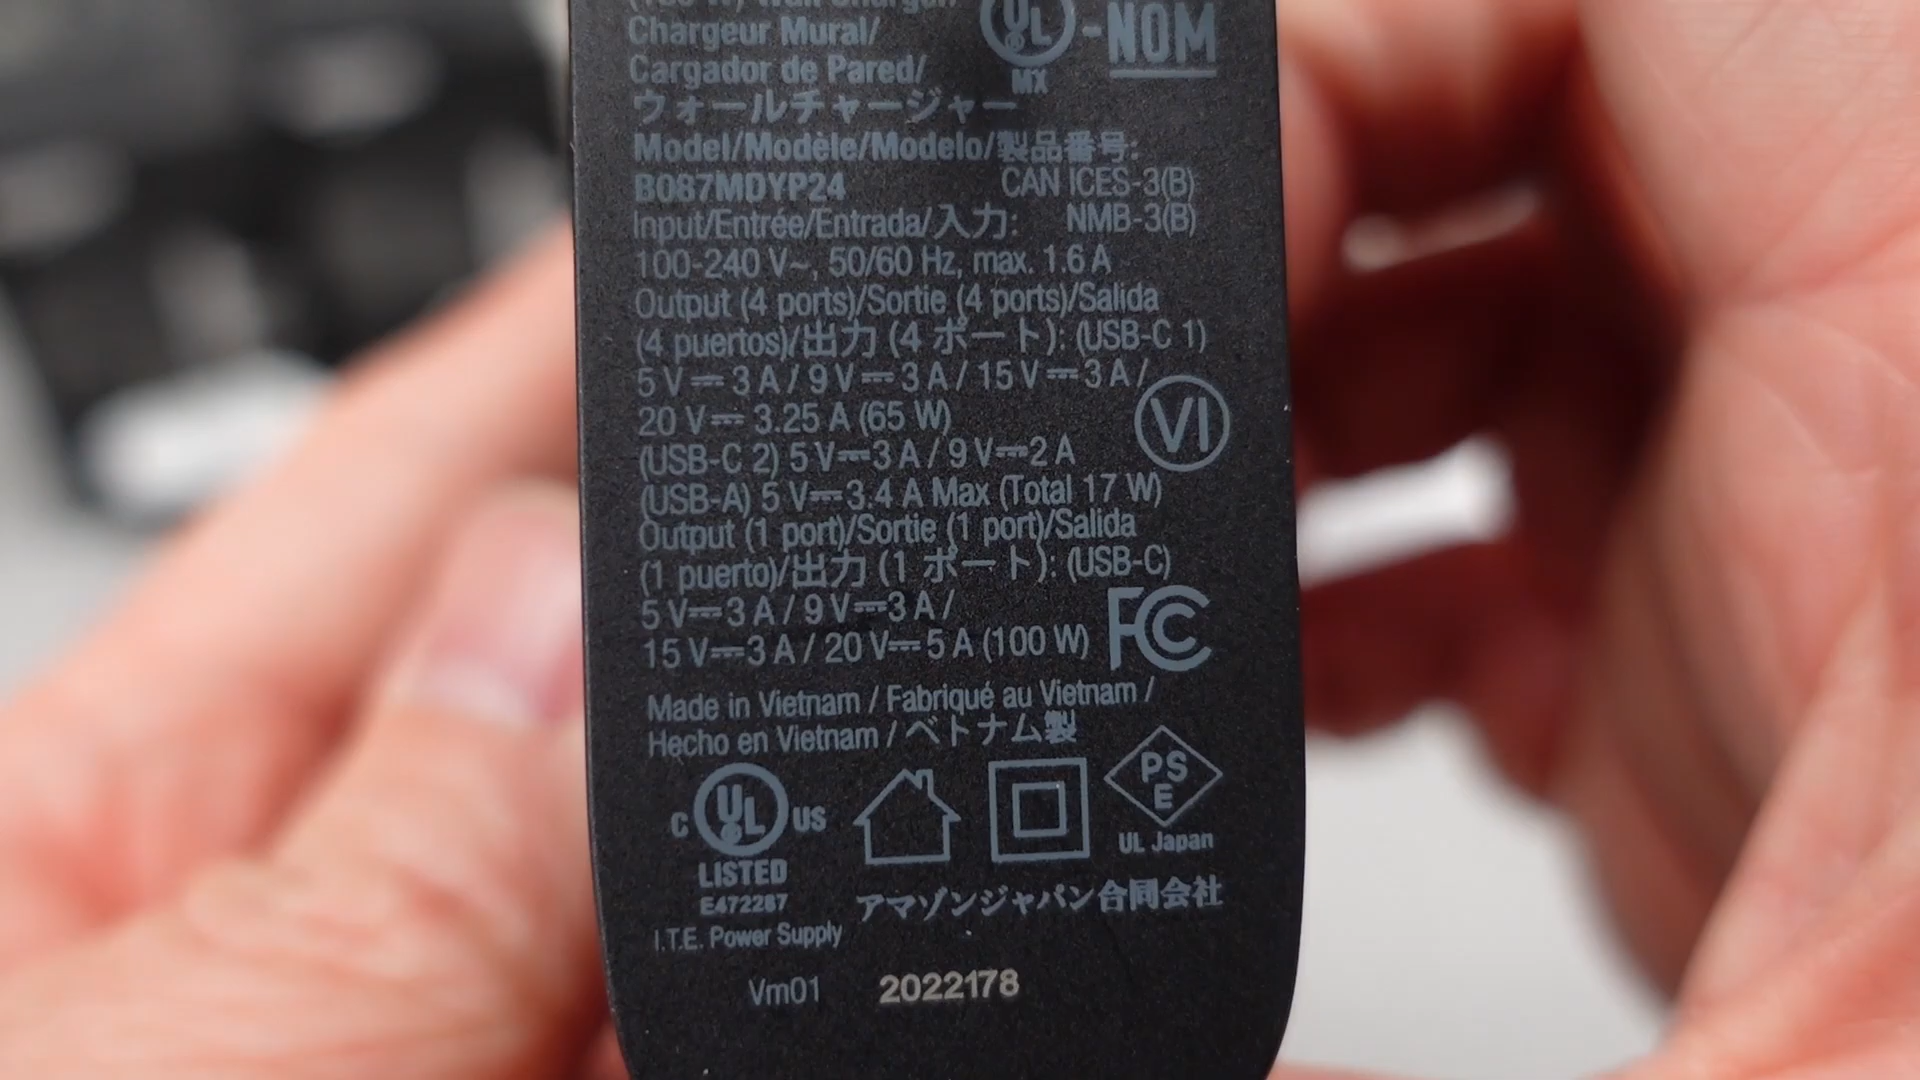 Wall Charger/
Chargeur Mural/
Cargador de Pared/
ウォールチャージャー
UL -NOM
MX
Model/Modèle/Modelo/製品番号:
B087MDYP24 CAN ICES-3(B)
Input/Entrée/Entrada/入力: NMB-3(B)
100-240 V~, 50/60 Hz, max. 1.6 A
Output (4 ports)/Sortie (4 ports)/Salida
(4 puertos)/出力 (4 ポート): (USB-C 1)
5 V⎓3 A / 9 V⎓3 A / 15 V⎓3 A /
20 V⎓ 3.25 A (65 W)
VI
(USB-C 2) 5 V⎓3 A / 9 V⎓2 A
(USB-A) 5 V⎓3.4 A Max (Total 17 W)
Output (1 port)/Sortie (1 port)/Salida
(1 puerto)/出力 (1 ポート): (USB-C)
5 V⎓3 A / 9 V⎓3 A /
15 V⎓3 A / 20 V⎓5 A (100 W)
FC
Made in Vietnam / Fabriqué au Vietnam /
Hecho en Vietnam / ベトナム製
C UL US
LISTED
E472287
I.T.E. Power Supply
PS
E
UL Japan
アマゾンジャパン合同会社
Vm01 2022178